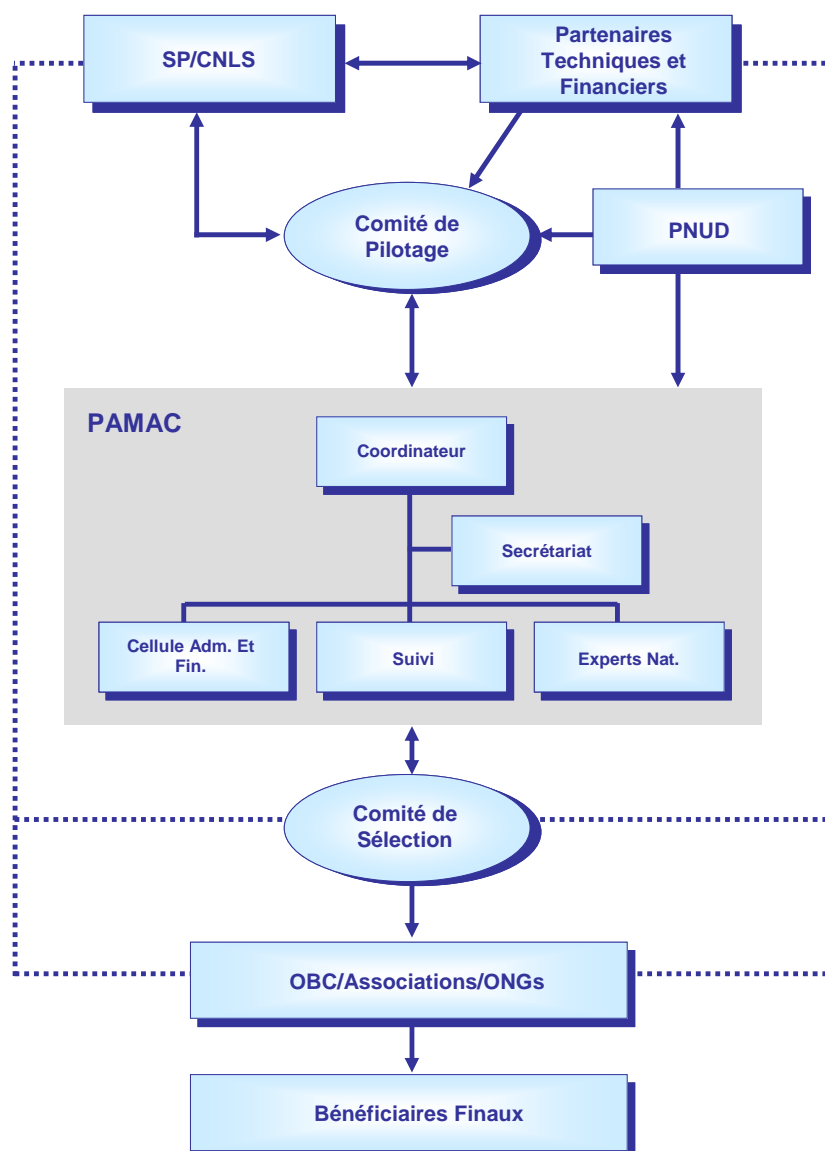 SP/CNLS
Partenaires
Techniques et
Financiers
Comité de
Pilotage
PNUD
PAMAC
Coordinateur
Secrétariat
Cellule Adm. Et
Fin.
Suivi
Experts Nat.
Comité de
Sélection
OBC/Associations/ONGs
Bénéficiaires Finaux